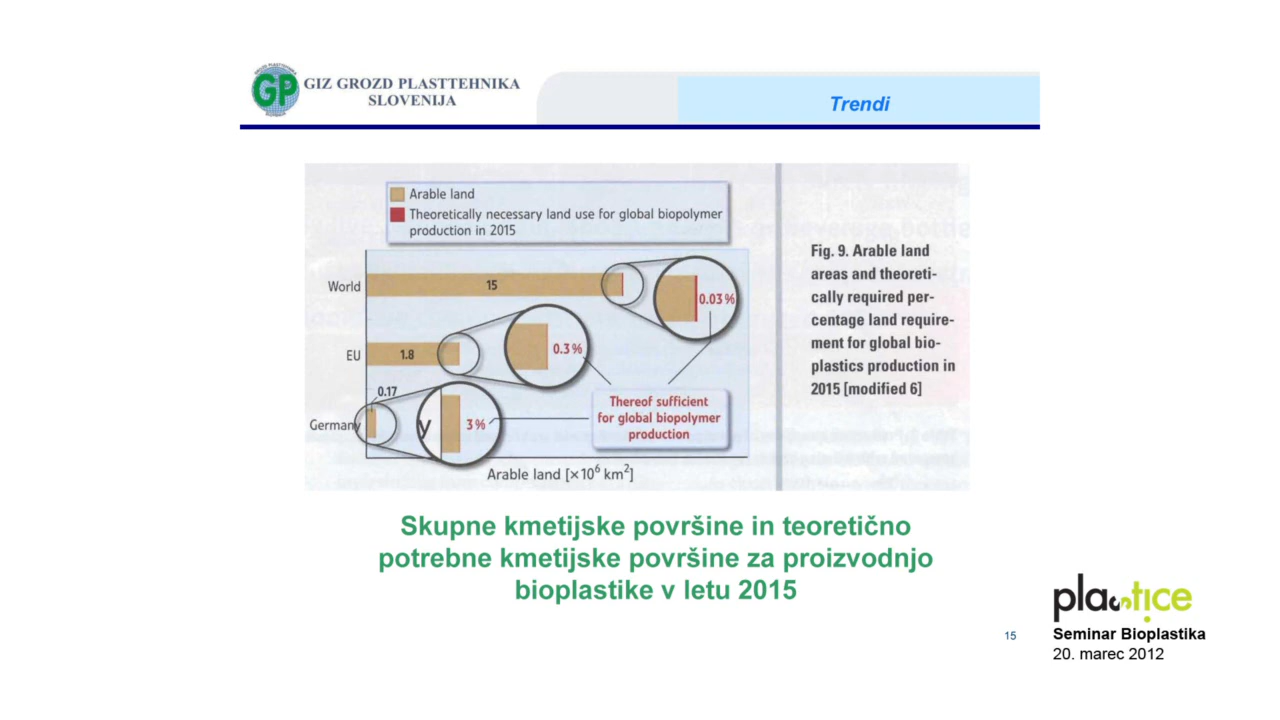 GP
GIZ GROZD PLASTTEHNIKA
SLOVENIJA
Trendi
Arable land
Theoretically necessary land use for global biopolymer
production in 2015
World
15
0.03 %
EU
1.8
0.3 %
0.17
Germany
y
3 %
Thereof sufficient
for global biopolymer
production
Arable land [×10⁶ km²]
Fig. 9. Arable land
areas and theoreti-
cally required per-
centage land require-
ment for global bio-
plastics production in
2015 [modified 6]
Skupne kmetijske površine in teoretično
potrebne kmetijske površine za proizvodnjo
bioplastike v letu 2015
15
plastice
Seminar Bioplastika
20. marec 2012